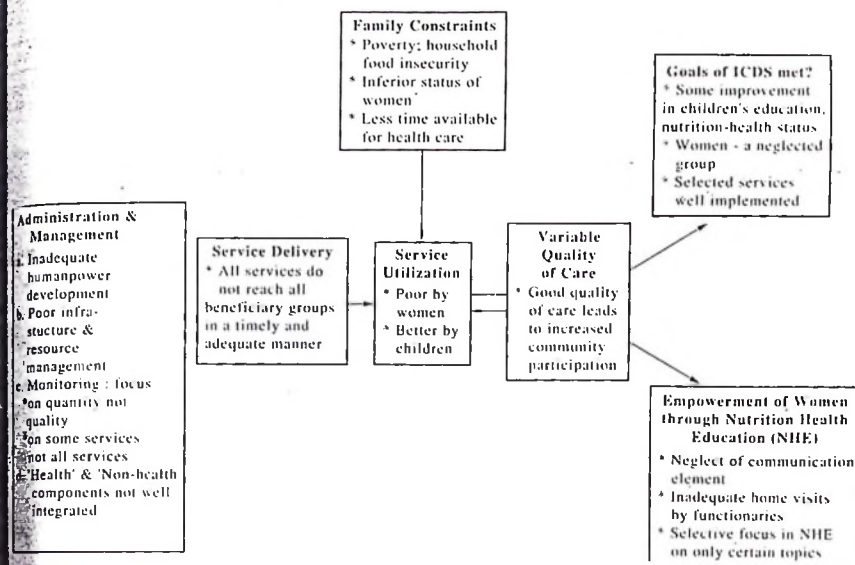 Family Constraints
* Poverty; household
food insecurity
* Inferior status of
women
* Less time available
for health care
Goals of ICDS met?
* Some improvement
in children's education,
nutrition-health status
* Women - a neglected
group
* Selected services
well implemented
Administration &
Management
a. Inadequate
humanpower
development
b. Poor infra-
stucture &
resource
management
c. Monitoring : focus
*on quantity not
quality
*on some services
not all services
d. 'Health' & 'Non-health
components not well
integrated
Service Delivery
* All services do
not reach all
beneficiary groups
in a timely and
adequate manner
Service
Utilization
* Poor by
women
* Better by
children
Variable
Quality
of Care
* Good quality
of care leads
to increased
community
participation
Empowerment of Women
through Nutrition Health
Education (NHE)
* Neglect of communication
element
* Inadequate home visits
by functionaries
* Selective focus in NHE
on only certain topics